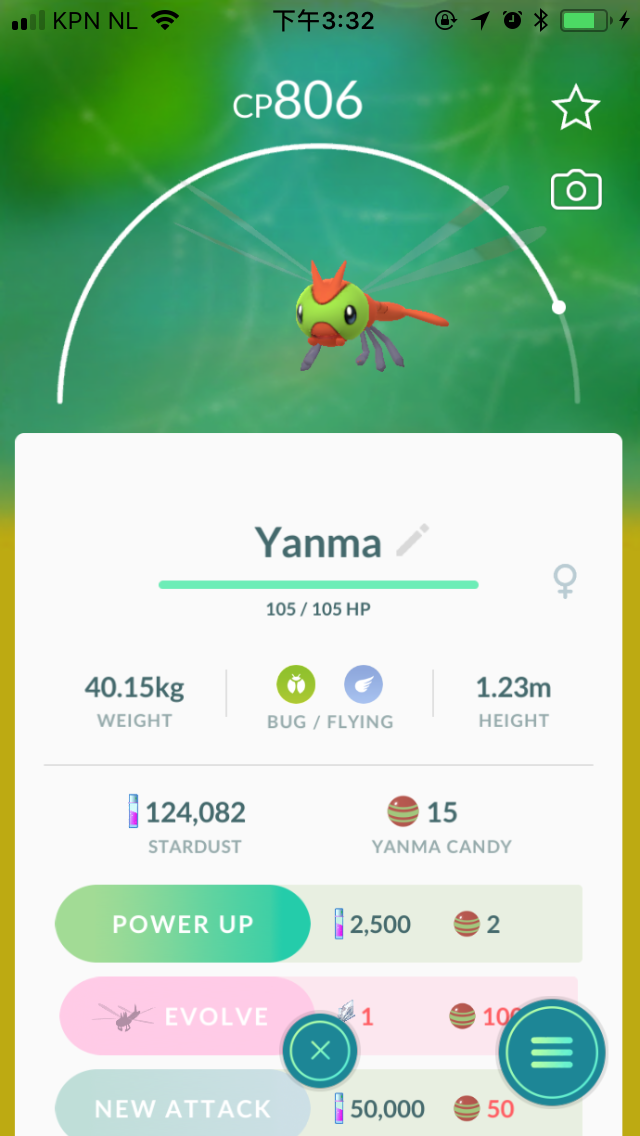 KPN NL 下午3:32
CP806
Yanma
105 / 105 HP
40.15kg 1.23m
WEIGHT BUG / FLYING HEIGHT
124,082 15
STARDUST YANMA CANDY
POWER UP 2,500 2
EVOLVE 1
NEW ATTACK 50,000 50